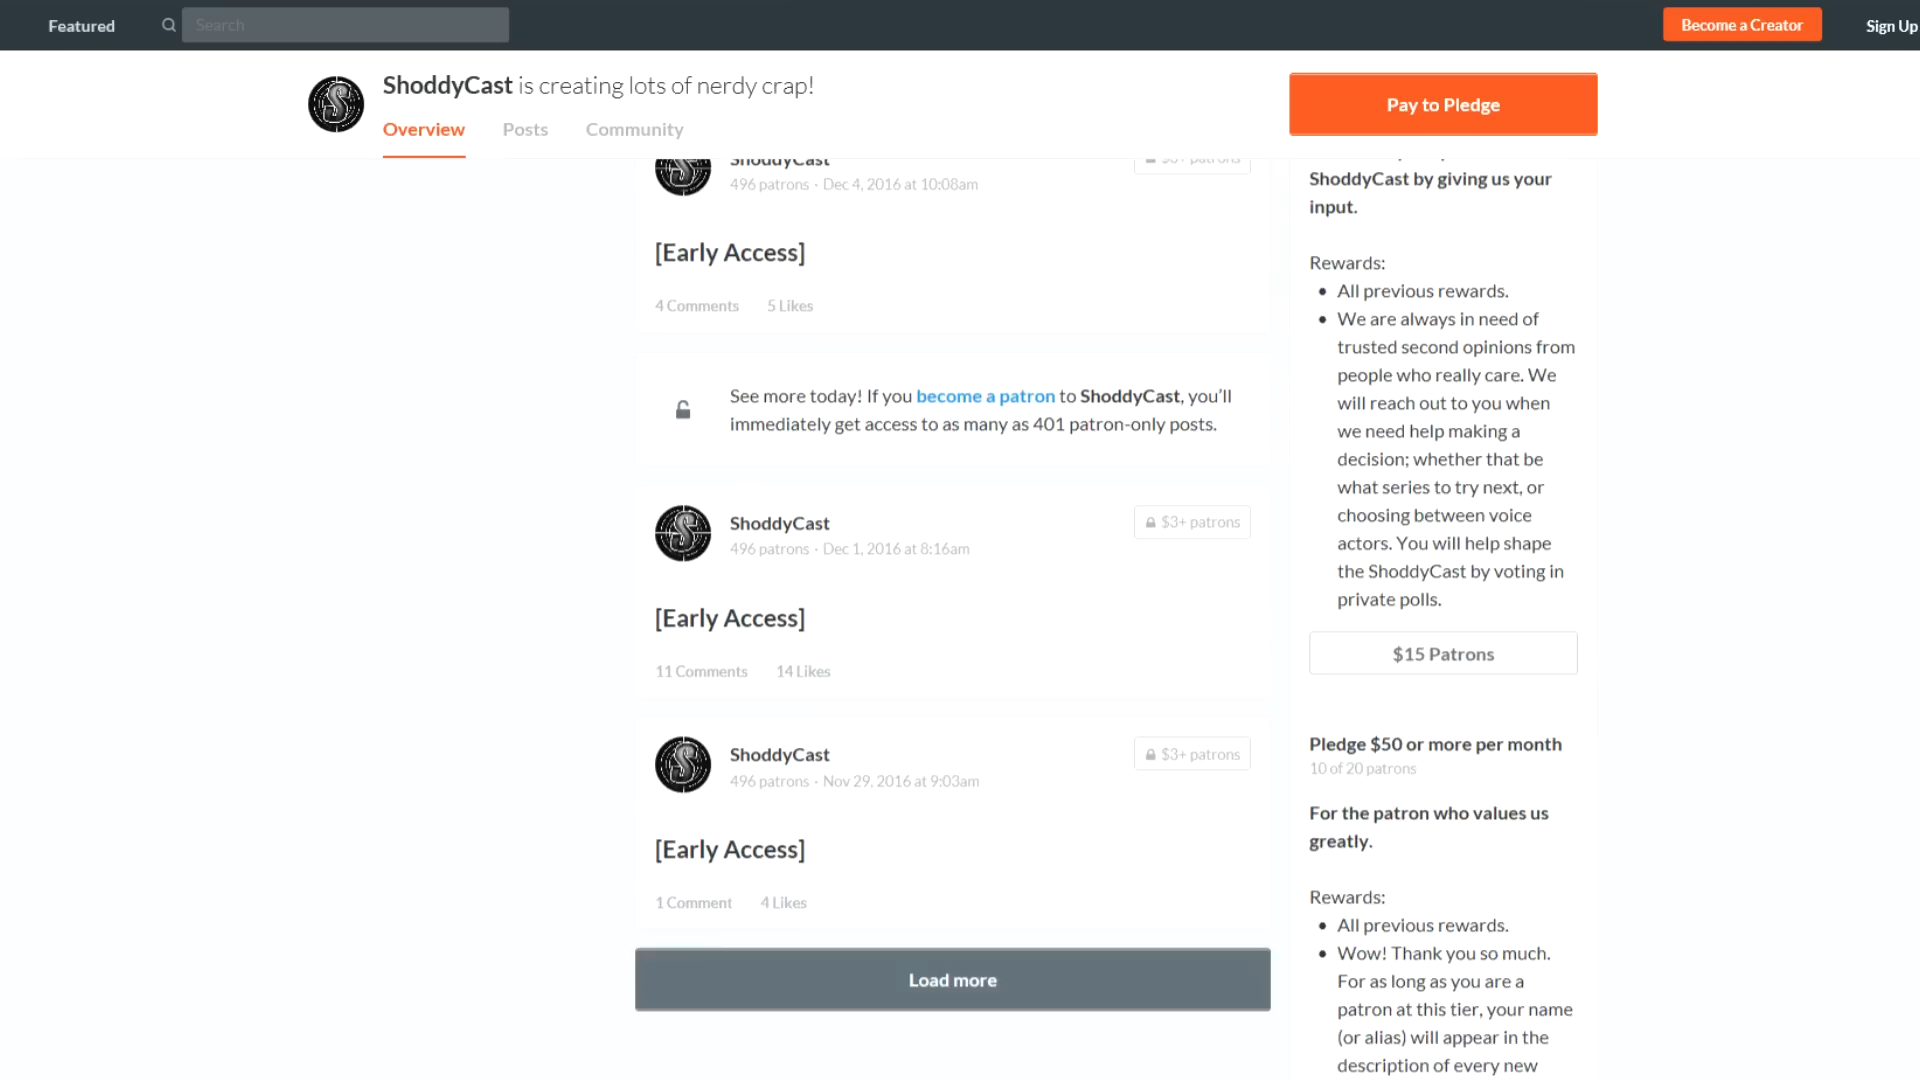 Featured
Search
Become a Creator
Sign Up
ShoddyCast is creating lots of nerdy crap!
Overview
Posts
Community
Pay to Pledge
ShoddyCast
496 patrons · Dec 4, 2016 at 10:08am
[Early Access]
4 Comments
5 Likes
See more today! If you become a patron to ShoddyCast, you'll
immediately get access to as many as 401 patron-only posts.
ShoddyCast
$3+ patrons
496 patrons · Dec 1, 2016 at 8:16am
[Early Access]
11 Comments
14 Likes
ShoddyCast
$3+ patrons
496 patrons · Nov 29, 2016 at 9:03am
[Early Access]
1 Comment
4 Likes
Load more
ShoddyCast by giving us your
input.
Rewards:
• All previous rewards.
• We are always in need of
trusted second opinions from
people who really care. We
will reach out to you when
we need help making a
decision; whether that be
what series to try next, or
choosing between voice
actors. You will help shape
the ShoddyCast by voting in
private polls.
$15 Patrons
Pledge $50 or more per month
10 of 20 patrons
For the patron who values us
greatly.
Rewards:
• All previous rewards.
• Wow! Thank you so much.
For as long as you are a
patron at this tier, your name
(or alias) will appear in the
description of every new